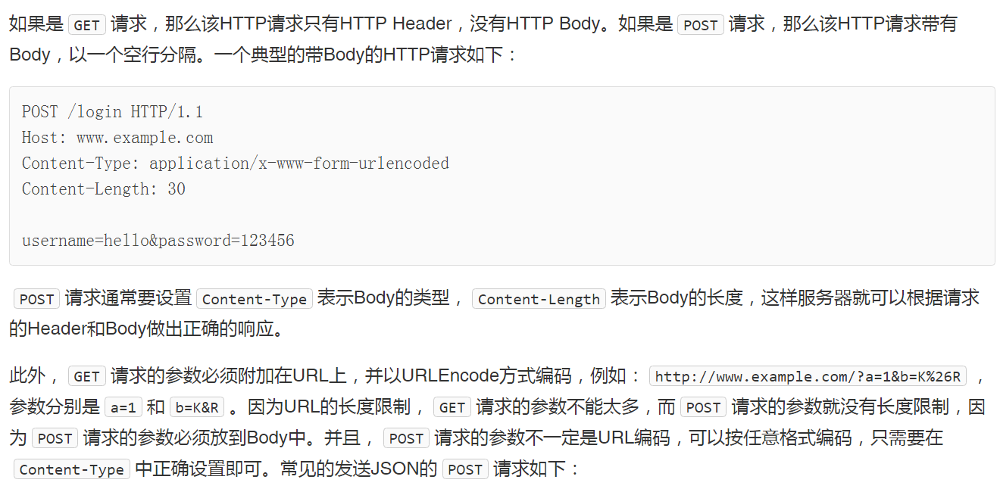 如果是 GET 请求，那么该HTTP请求只有HTTP Header，没有HTTP Body。如果是 POST 请求，那么该HTTP请求带有
Body，以一个空行分隔。一个典型的带Body的HTTP请求如下：
POST /login HTTP/1.1
Host: www.example.com
Content-Type: application/x-www-form-urlencoded
Content-Length: 30
username=hello&password=123456
POST 请求通常要设置 Content-Type 表示Body的类型， Content-Length 表示Body的长度，这样服务器就可以根据请求
的Header和Body做出正确的响应。
此外， GET 请求的参数必须附加在URL上，并以URLEncode方式编码，例如： http://www.example.com/?a=1&b=K%26R ，
参数分别是 a=1 和 b=K&R 。因为URL的长度限制， GET 请求的参数不能太多，而 POST 请求的参数就没有长度限制，因
为 POST 请求的参数必须放到Body中。并且， POST 请求的参数不一定是URL编码，可以按任意格式编码，只需要在
Content-Type 中正确设置即可。常见的发送JSON的 POST 请求如下：